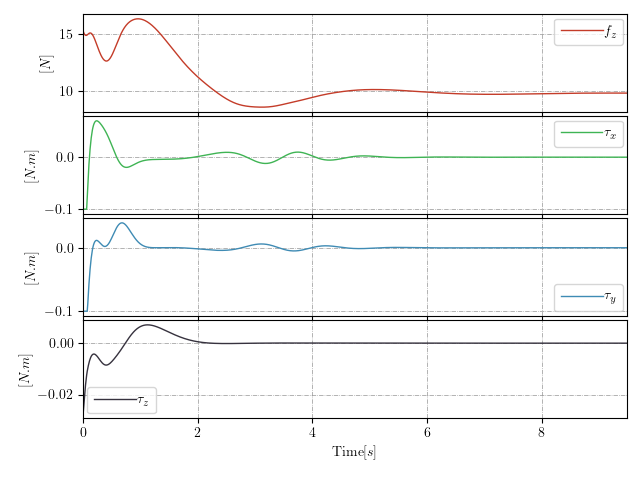 15
10
[N]
f_z
0.0
−0.1
[N.m]
τ_x
0.0
−0.1
[N.m]
τ_y
0.00
−0.02
[N.m]
τ_z
0 2 4 6 8
Time[s]